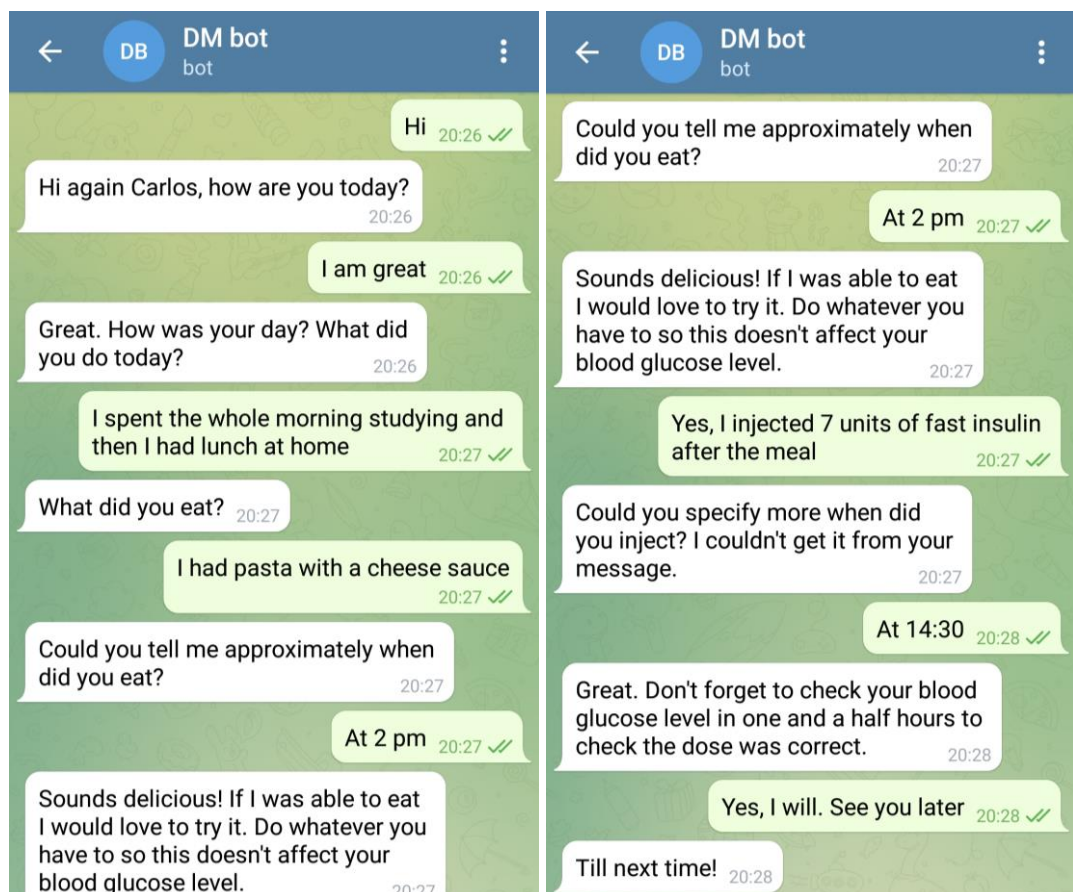 DB
DM bot
bot
Hi 20:26
Hi again Carlos, how are you today?
20:26
I am great 20:26
Great. How was your day? What did
you do today?
20:26
I spent the whole morning studying and
then I had lunch at home
20:27
What did you eat? 20:27
I had pasta with a cheese sauce
20:27
Could you tell me approximately when
did you eat?
20:27
At 2 pm 20:27
Sounds delicious! If I was able to eat
I would love to try it. Do whatever you
have to so this doesn't affect your
blood glucose level.
20:27
DB
DM bot
bot
Could you tell me approximately when
did you eat?
20:27
At 2 pm 20:27
Sounds delicious! If I was able to eat
I would love to try it. Do whatever you
have to so this doesn't affect your
blood glucose level.
20:27
Yes, I injected 7 units of fast insulin
after the meal
20:27
Could you specify more when did
you inject? I couldn't get it from your
message.
20:27
At 14:30 20:28
Great. Don't forget to check your blood
glucose level in one and a half hours to
check the dose was correct.
20:28
Yes, I will. See you later 20:28
Till next time! 20:28